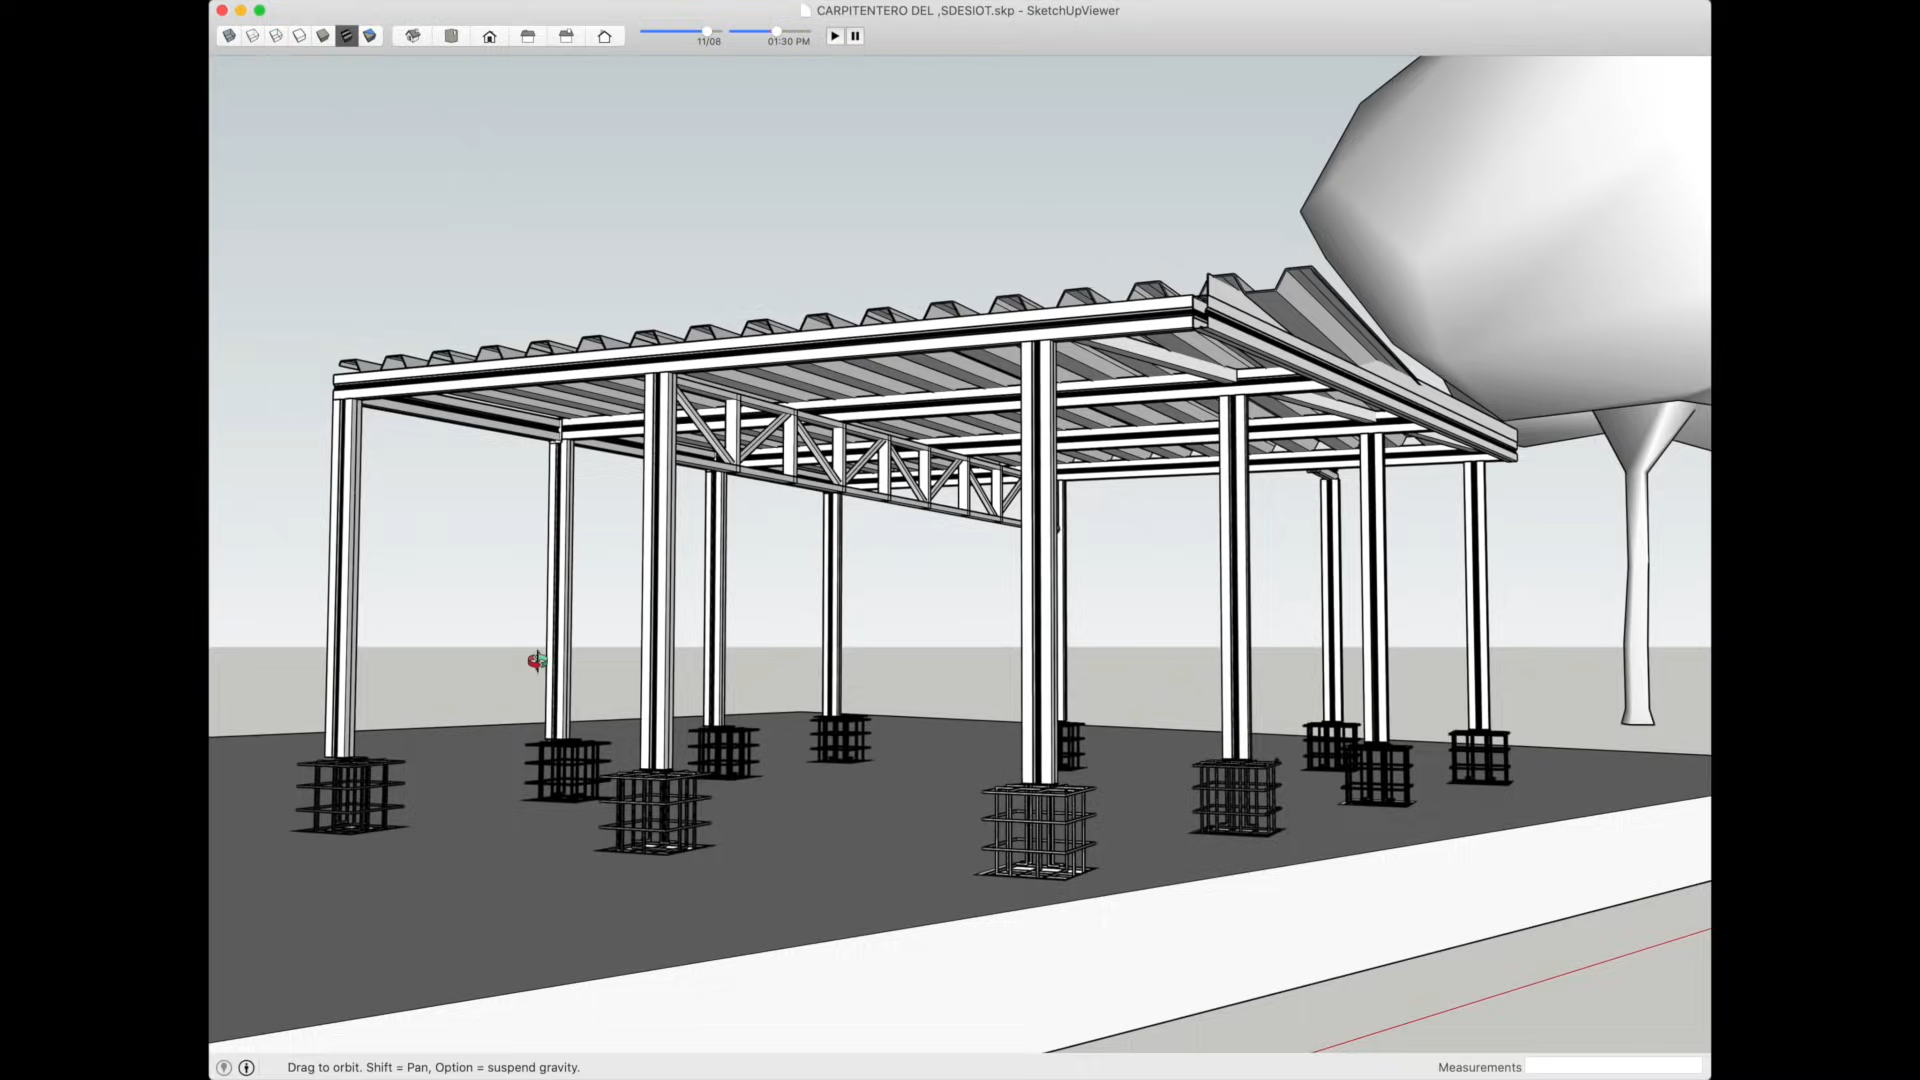 CARPITENTERO DEL ,SDESIOT.skp - SketchUpViewer
11/08
01:30 PM
Drag to orbit. Shift = Pan, Option = suspend gravity.
Measurements